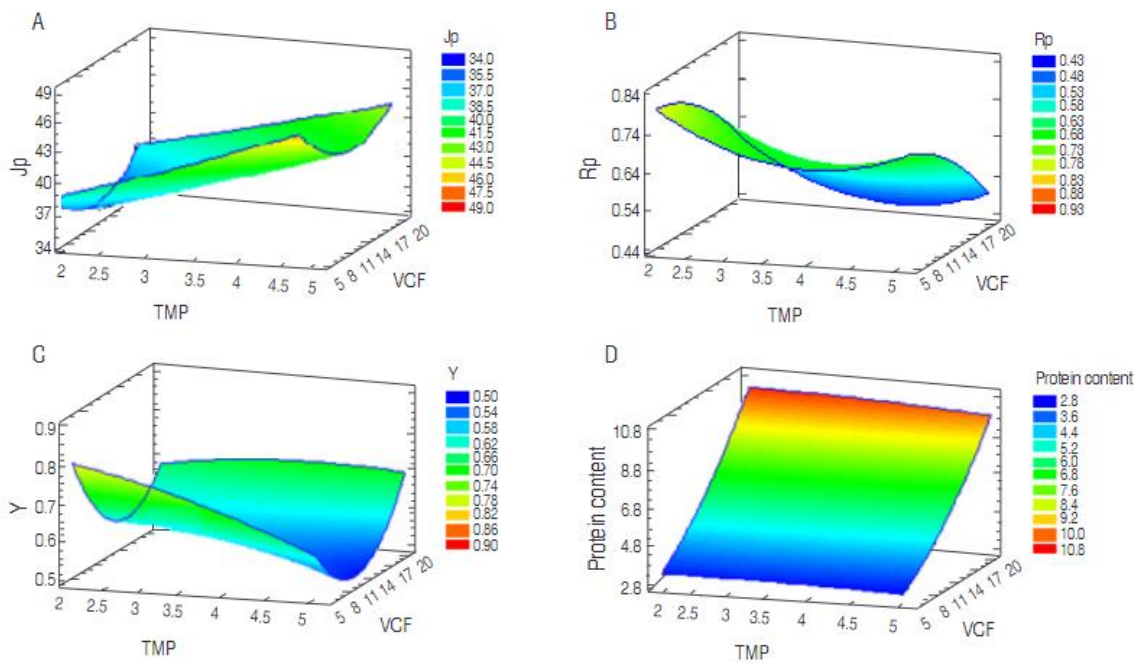 A
Jp
34.0
35.5
37.0
38.5
40.0
41.5
43.0
44.5
46.0
47.5
49.0
49
46
43
40
37
34
Jp
2 2.5 3 3.5 4 4.5 5
TMP
5 8 11 14 17 20
VCF
B
Rp
0.43
0.48
0.53
0.58
0.63
0.68
0.73
0.78
0.83
0.88
0.93
0.84
0.74
0.64
0.54
0.44
Rp
2 2.5 3 3.5 4 4.5 5
TMP
5 8 11 14 17 20
VCF
C
Y
0.50
0.54
0.58
0.62
0.66
0.70
0.74
0.78
0.82
0.86
0.90
0.9
0.8
0.7
0.6
0.5
Y
2 2.5 3 3.5 4 4.5 5
TMP
5 8 11 14 17 20
VCF
D
Protein content
2.8
3.6
4.4
5.2
6.0
6.8
7.6
8.4
9.2
10.0
10.8
10.8
8.8
6.8
4.8
2.8
Protein content
2 2.5 3 3.5 4 4.5 5
TMP
5 8 11 14 17 20
VCF